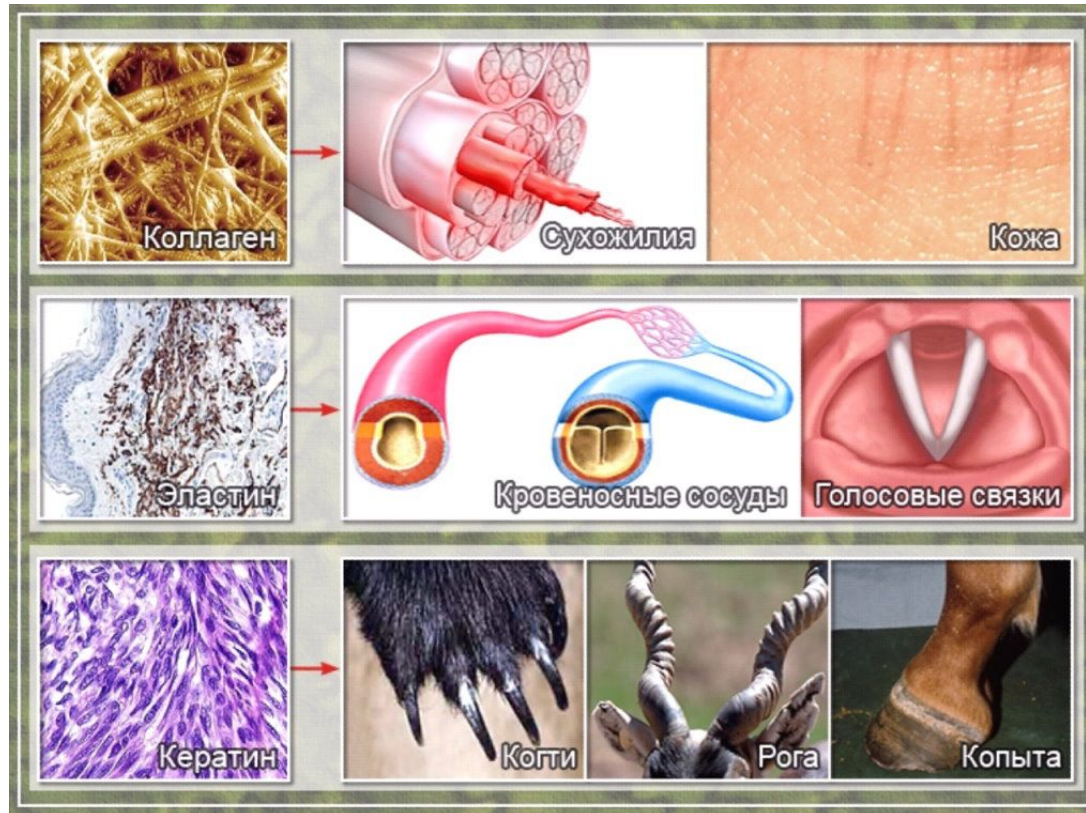 Коллаген
Сухожилия
Кожа
Эластин
Кровеносные сосуды
Голосовые связки
Кератин
Когти
Рога
Копыта